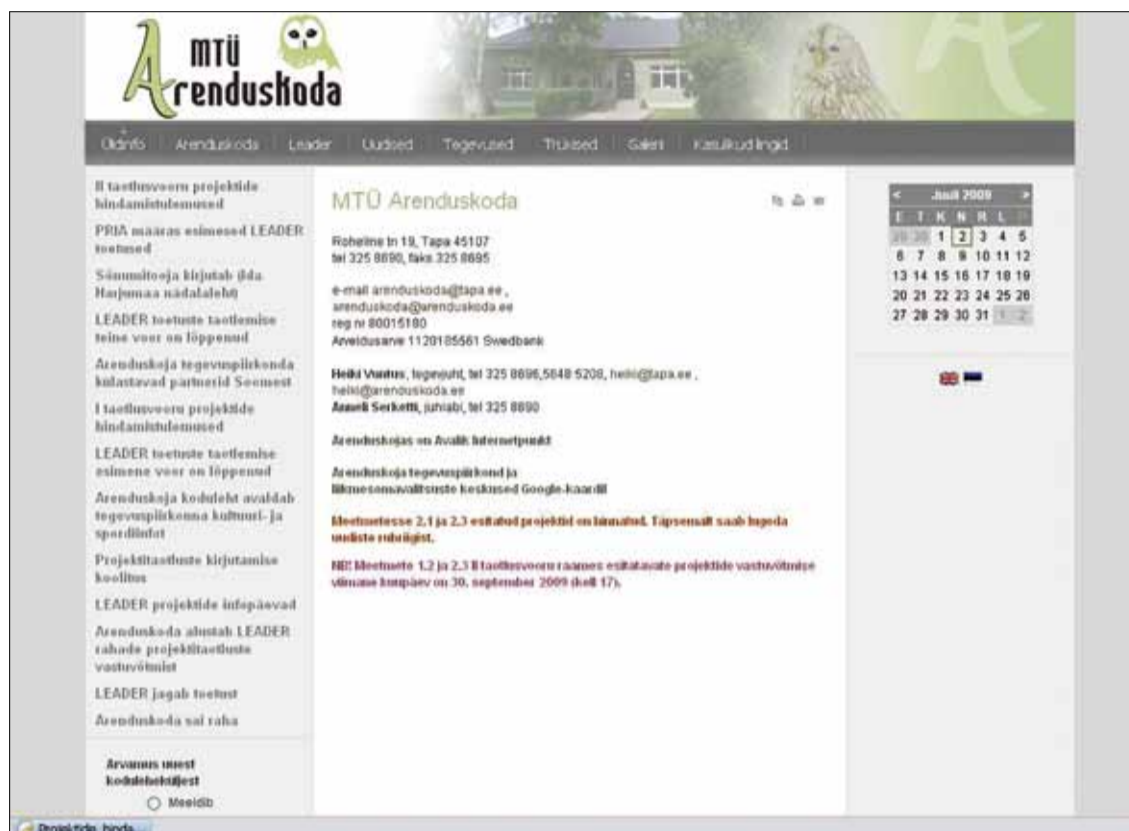 MTÜ
Arenduskoda
Üldinfo Arenduskoda Leader Uudised Tegevused Trükised Galerii Kasulikud lingid
II taotlusvooru projektide
hindamistulemused
PRIA määras esimesed LEADER
toetused
Sõnumitooja kirjutab (Ida
Harjumaa nädalaleht)
LEADER toetuste taotlemise
teine voor on lõppenud
Arenduskoja tegevuspiirkonda
külastavad partnerid Soomest
I taotlusvooru projektide
hindamistulemused
LEADER toetuste taotlemise
esimene voor on lõppenud
Arenduskoja koduleht avaldab
tegevuspiirkonna kultuuri- ja
spordiinfot
Projektitaotluste kirjutamise
koolitus
LEADER projektide infopäevad
Arenduskoda alustab LEADER
rahade projektitaotluste
vastuvõtmist
LEADER jagab toetust
Arenduskoda sai raha
Arvamus uuest
koduleheküljest
Meeldib
MTÜ Arenduskoda
Roheline tn 19, Tapa 45107
tel 325 8690, faks 325 8695
e-mail arenduskoda@tapa.ee ,
arenduskoda@arenduskoda.ee
reg nr 80015180
Arveldusarve 1120185561 Swedbank
Heiki Vuntus, tegevjuht, tel 325 8696,5648 5208, heiki@tapa.ee ,
heiki@arenduskoda.ee
Anneli Serketti, juhiabi, tel 325 8690
Arenduskojas on Avalik Internetpunkt
Arenduskoja tegevuspiirkond ja
liikmesomavalitsuste keskused Google-kaardil
Meetmetesse 2.1 ja 2.3 esitatud projektid on hinnatud. Täpsemalt saab lugeda
uudiste rubriigist.
NB! Meetmete 1.2 ja 2.3 II taotlusvooru raames esitatavate projektide vastuvõtmise
viimane kuupäev on 30. september 2009 (kell 17).
< Juuli 2009 >
E T K N R L P
29 30 1 2 3 4 5
6 7 8 9 10 11 12
13 14 15 16 17 18 19
20 21 22 23 24 25 26
27 28 29 30 31 1 2
Projektide hinda...